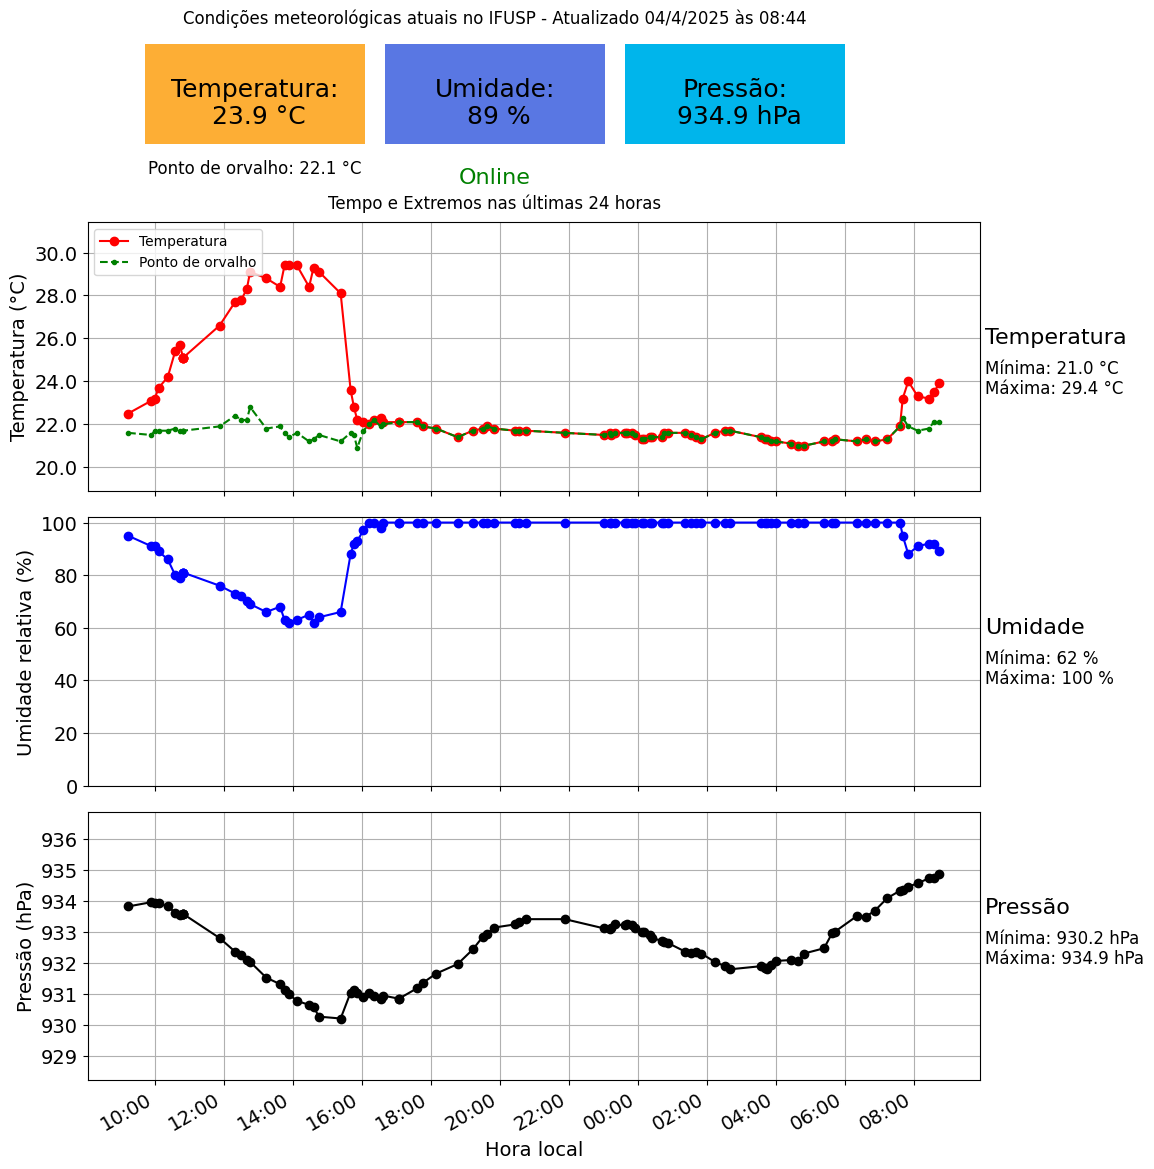 Condições meteorológicas atuais no IFUSP - Atualizado 04/4/2025 às 08:44
Temperatura:
23.9 °C
Umidade:
89 %
Pressão:
934.9 hPa
Ponto de orvalho: 22.1 °C
Online
Tempo e Extremos nas últimas 24 horas
Temperatura (°C)
30.0
28.0
26.0
24.0
22.0
20.0
Temperatura
Ponto de orvalho
Temperatura
Mínima: 21.0 °C
Máxima: 29.4 °C
Umidade relativa (%)
100
80
60
40
20
0
Umidade
Mínima: 62 %
Máxima: 100 %
Pressão (hPa)
936
935
934
933
932
931
930
929
Pressão
Mínima: 930.2 hPa
Máxima: 934.9 hPa
10:00 12:00 14:00 16:00 18:00 20:00 22:00 00:00 02:00 04:00 06:00 08:00
Hora local